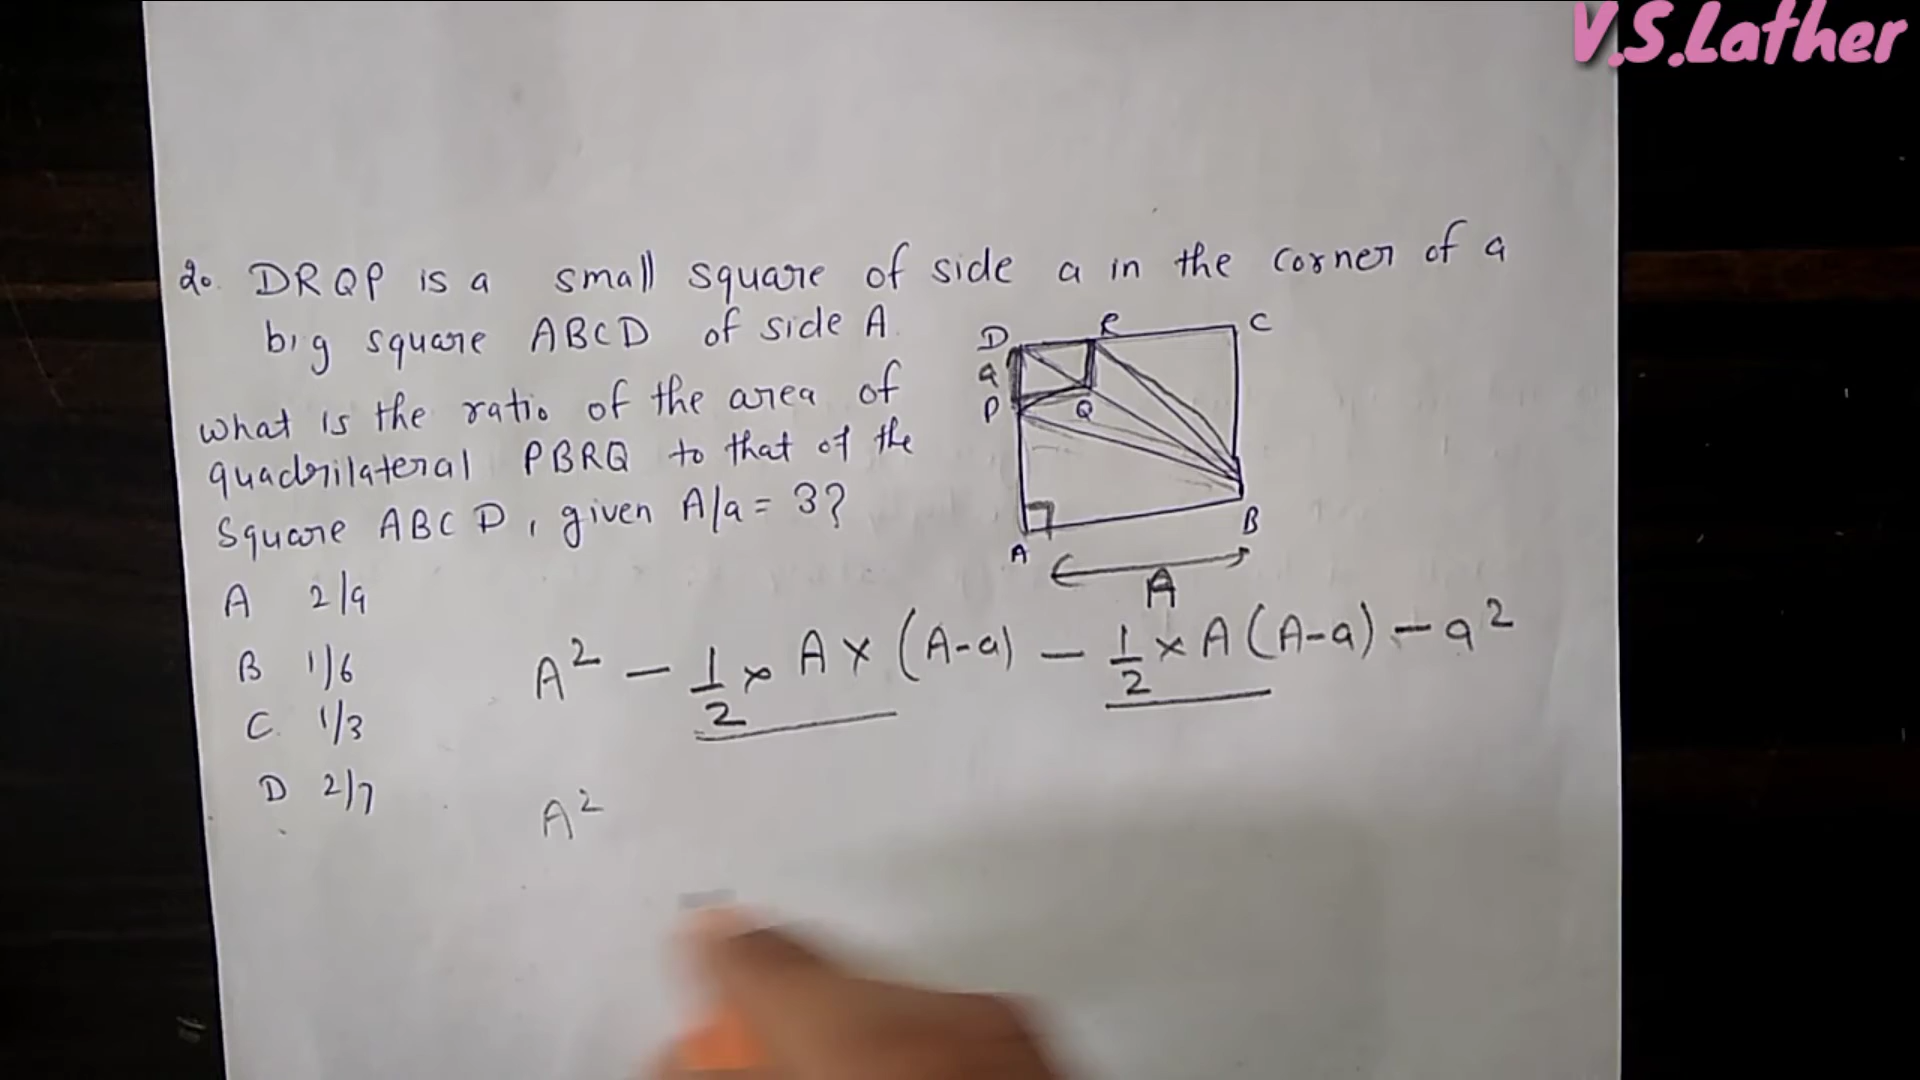 V.S.Lather
20. DRQP is a small square of side a in the corner of a
big square ABCD of side A.
what is the ratio of the area of
quadrilateral PBRQ to that of the
Square ABCD, given A/a = 3?
A 2/9
B 1/6
C. 1/3
D 2/7
D R C
a
P Q
B
A
A
A² - 1/2 × A × (A-a) - 1/2 × A (A-a) - a²
A²